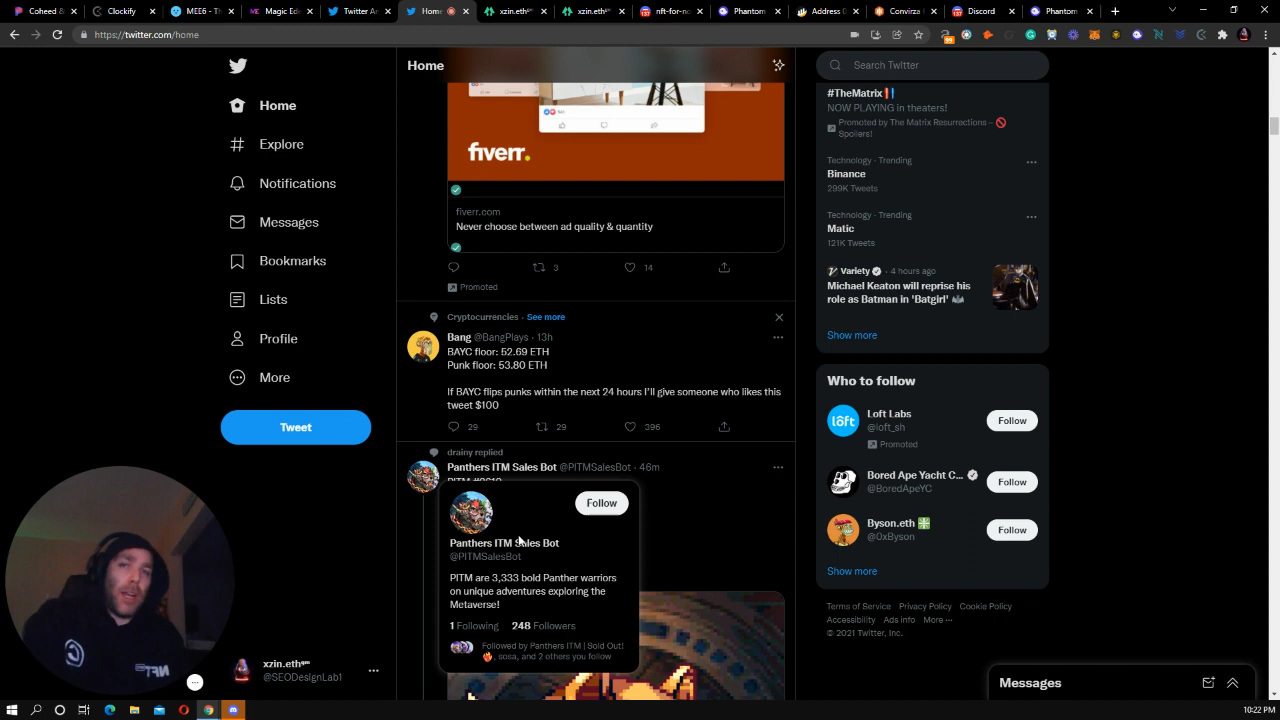 Coheed &
Clockify
MEE6 - Th
Magic Ed
Twitter An
Home
xzin.eth
xzin.eth
nft-for-no
Phantom
Address D
Convirza
Discord
Phantom
https://twitter.com/home
Home
Search Twitter
Home
Explore
Notifications
Messages
Bookmarks
Lists
Profile
More
Tweet
xzin.eth
@SEODesignLab1
fiverr.
fiverr.com
Never choose between ad quality & quantity
3
14
Promoted
Cryptocurrencies · See more
Bang @BangPlays · 13h
BAYC floor: 52.69 ETH
Punk floor: 53.80 ETH
If BAYC flips punks within the next 24 hours I'll give someone who likes this
tweet $100
29
29
396
drainy replied
Panthers ITM Sales Bot @PITMSalesBot · 46m
Follow
Panthers ITM Sales Bot
@PITMSalesBot
PITM are 3,333 bold Panther warriors
on unique adventures exploring the
Metaverse!
1 Following 248 Followers
Followed by Panthers ITM | Sold Out!
, sosa, and 2 others you follow
#TheMatrix
NOW PLAYING in theaters!
Promoted by The Matrix Resurrections –
Spoilers!
Technology · Trending
Binance
299K Tweets
Technology · Trending
Matic
121K Tweets
Variety · 4 hours ago
Michael Keaton will reprise his
role as Batman in 'Batgirl'
Show more
Who to follow
Loft Labs
@loft_sh
Promoted
Follow
Bored Ape Yacht C...
@BoredApeYC
Follow
Byson.eth
@0xByson
Follow
Show more
Terms of Service Privacy Policy Cookie Policy
Accessibility Ads info More ···
© 2021 Twitter, Inc.
Messages
10:22 PM